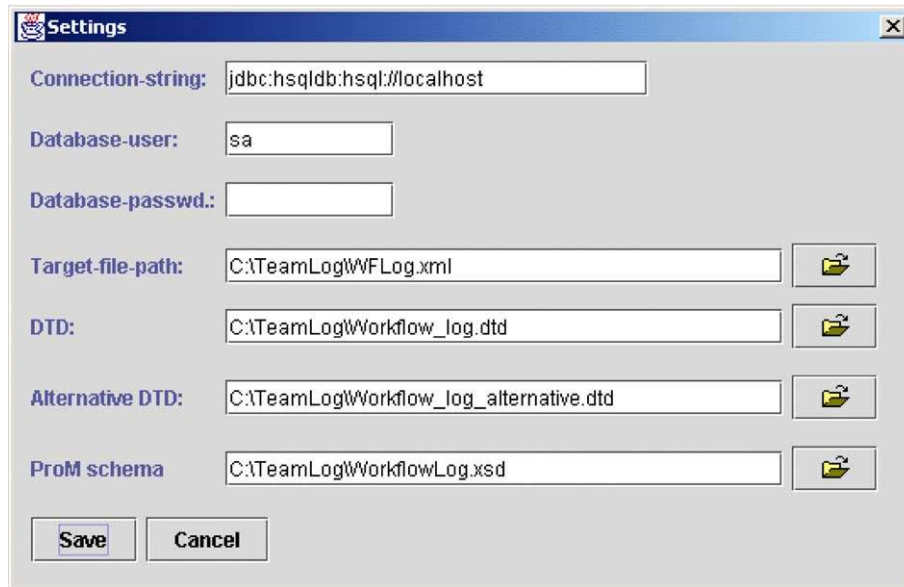 Settings
Connection-string: jdbc:hsqldb:hsql://localhost
Database-user: sa
Database-passwd.:
Target-file-path: C:\TeamLog\WFLog.xml
DTD: C:\TeamLog\Workflow_log.dtd
Alternative DTD: C:\TeamLog\Workflow_log_alternative.dtd
ProM schema C:\TeamLog\WorkflowLog.xsd
Save Cancel